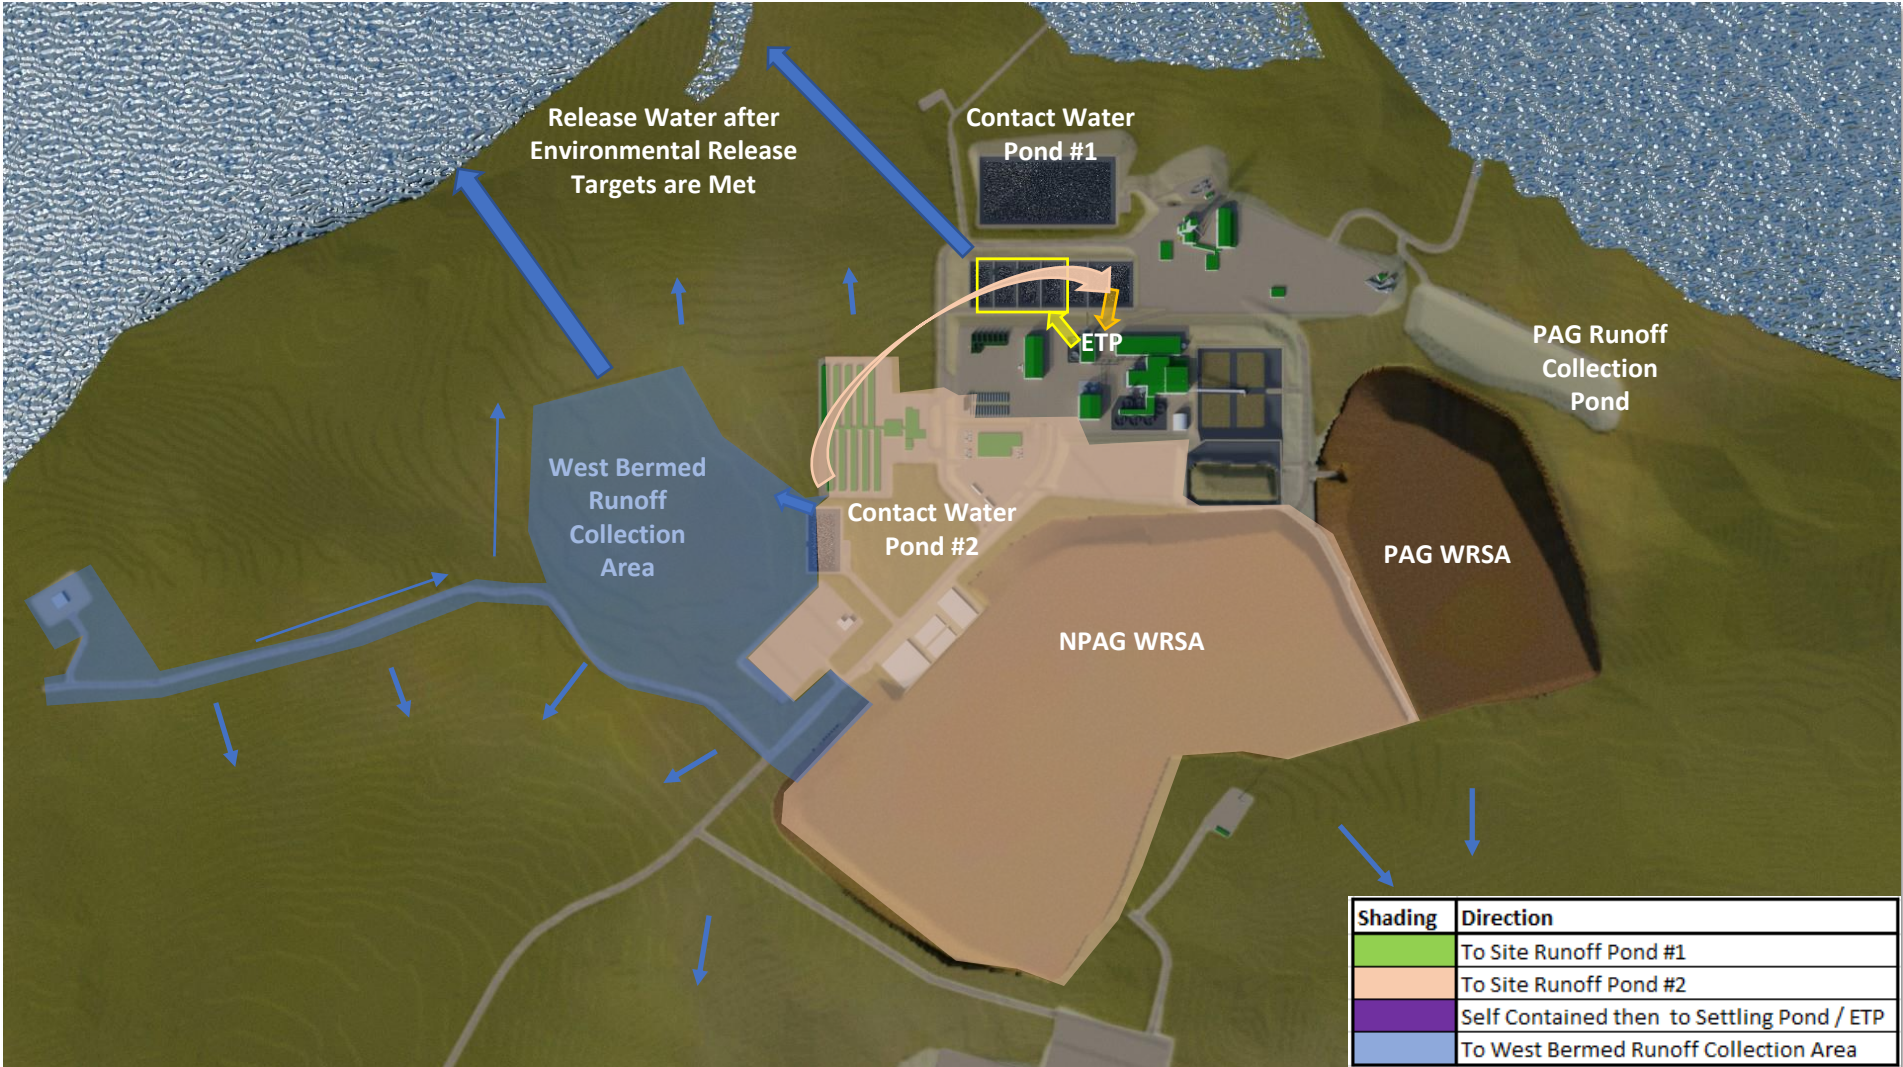 Release Water after
Environmental Release
Targets are Met
Contact Water
Pond #1
ETP
PAG Runoff
Collection
Pond
West Bermed
Runoff
Collection
Area
Contact Water
Pond #2
PAG WRSA
NPAG WRSA
Shading Direction
To Site Runoff Pond #1
To Site Runoff Pond #2
Self Contained then to Settling Pond / ETP
To West Bermed Runoff Collection Area